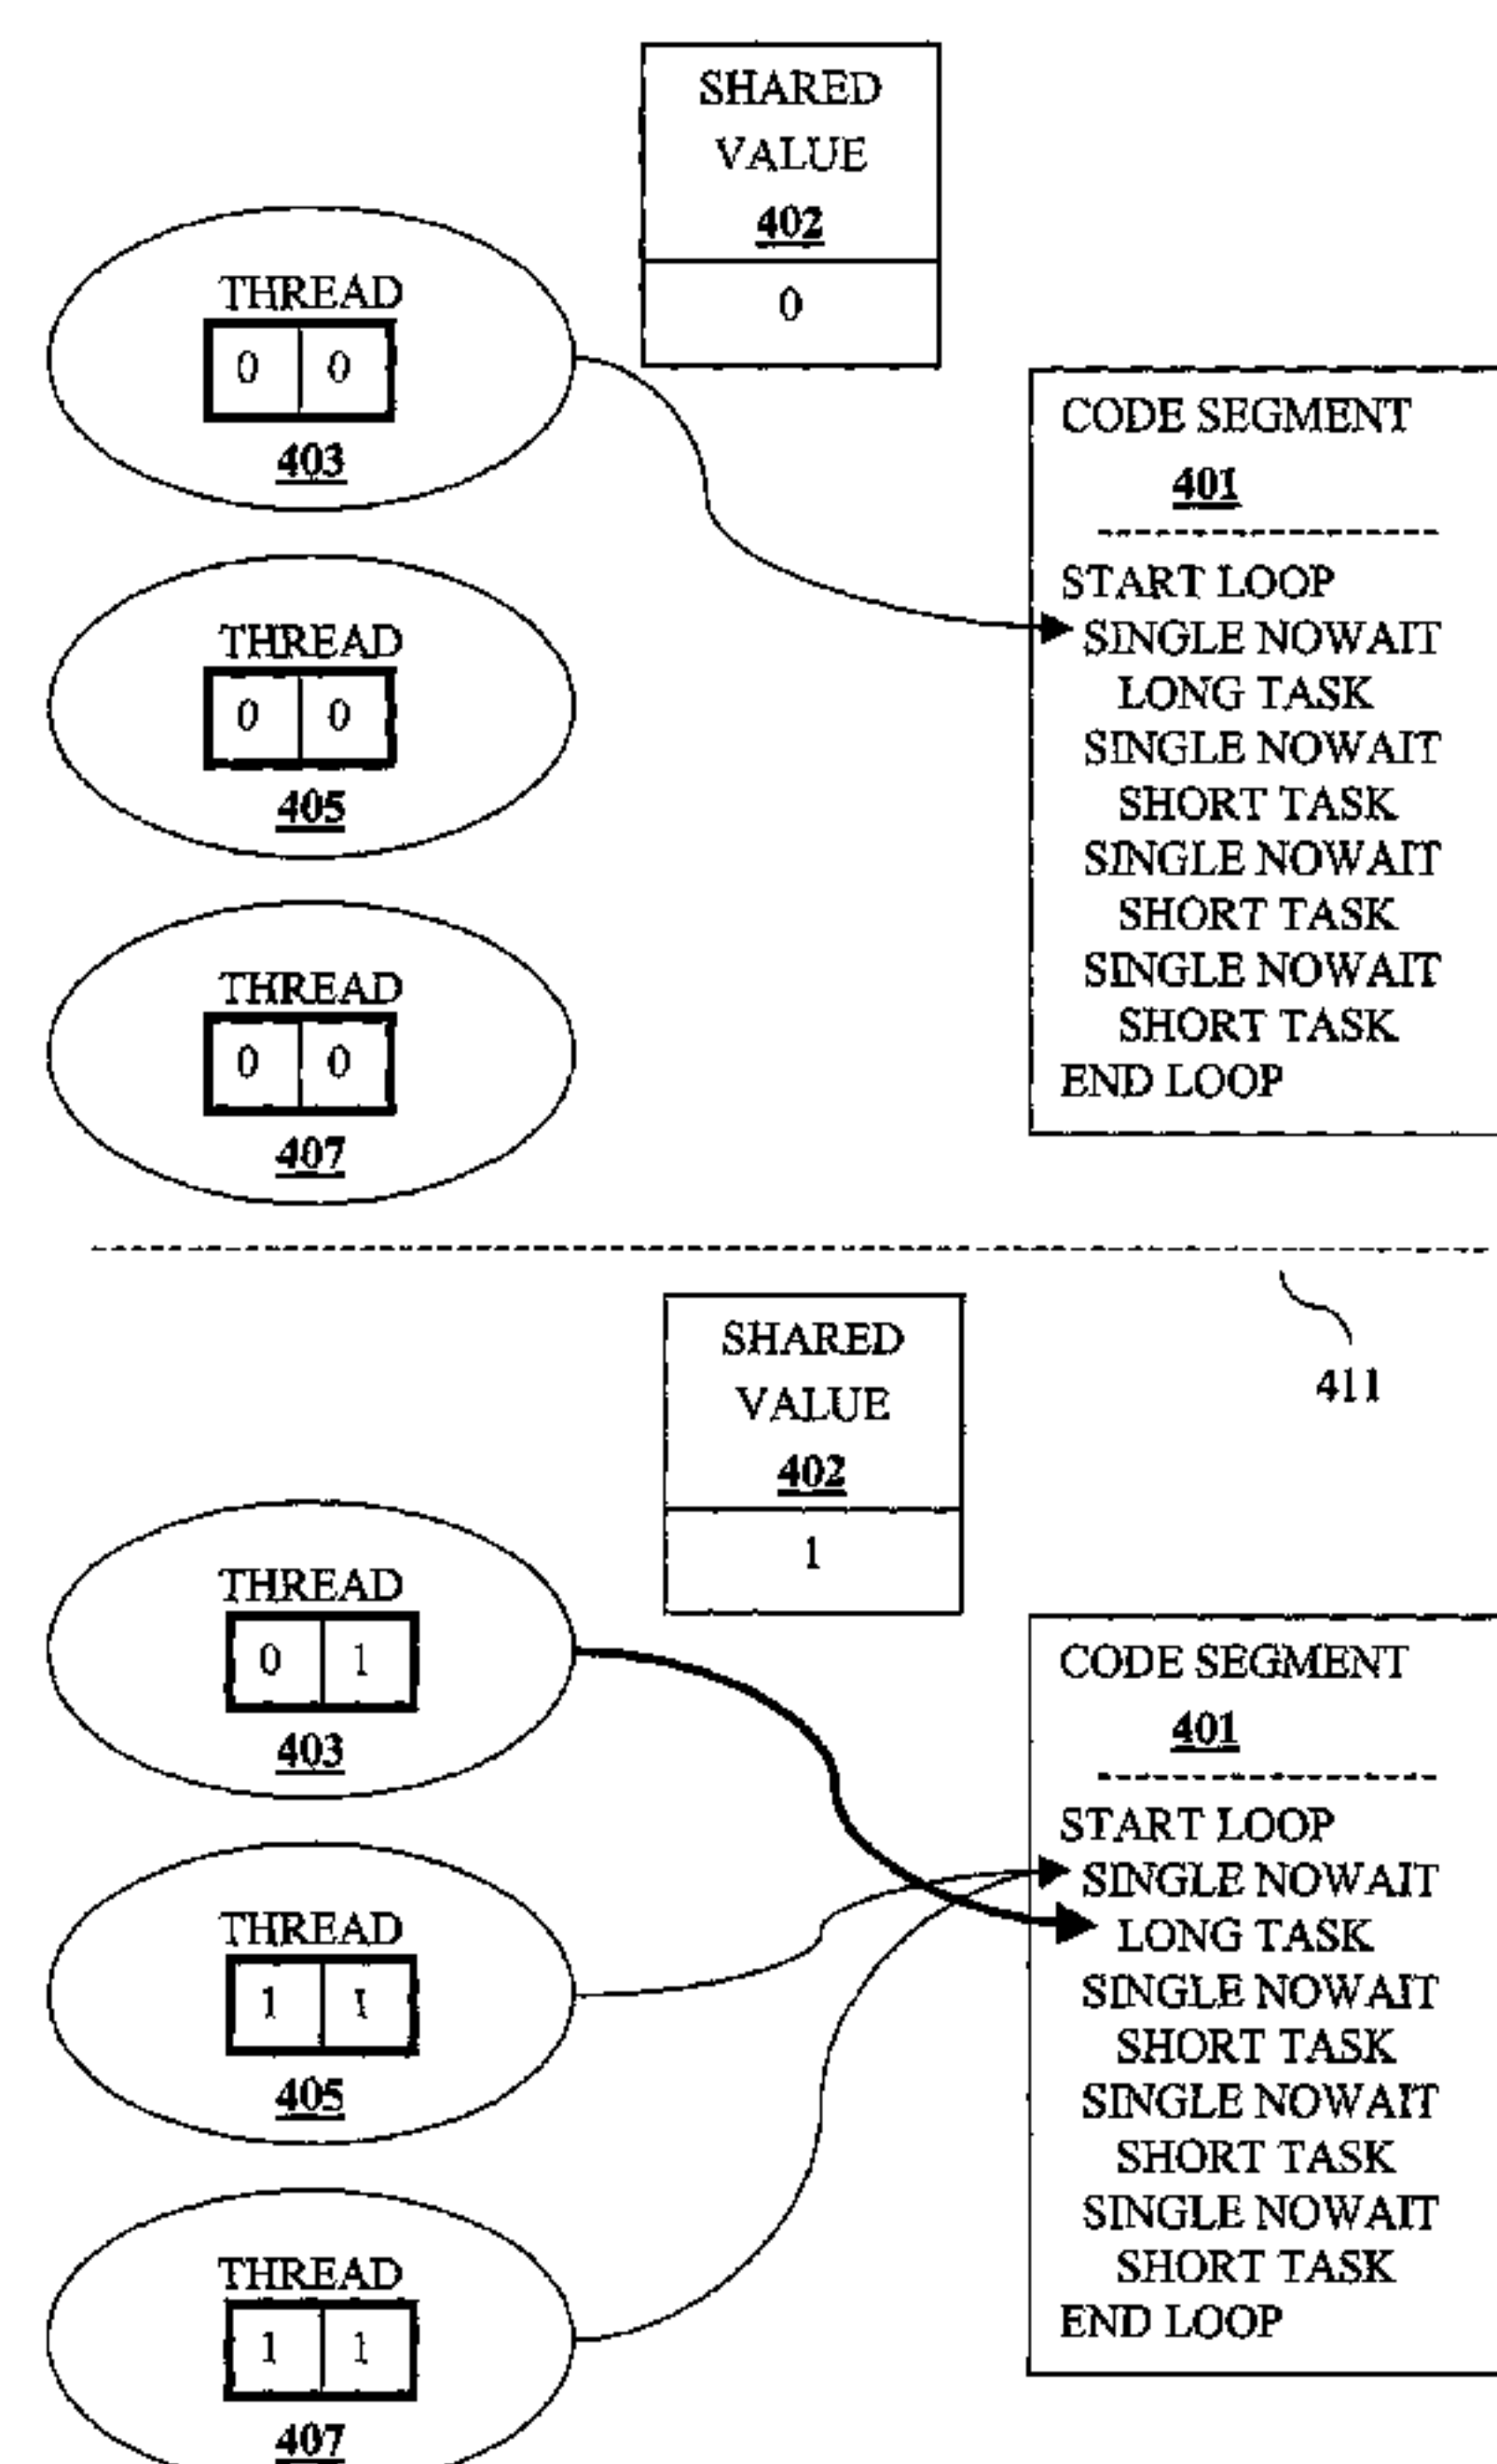 SHARED
VALUE
402
0
THREAD
0 0
403
THREAD
0 0
405
THREAD
0 0
407
CODE SEGMENT
401
START LOOP
SINGLE NOWAIT
LONG TASK
SINGLE NOWAIT
SHORT TASK
SINGLE NOWAIT
SHORT TASK
SINGLE NOWAIT
SHORT TASK
END LOOP
411
SHARED
VALUE
402
1
THREAD
0 1
403
THREAD
1 1
405
THREAD
1 1
407
CODE SEGMENT
401
START LOOP
SINGLE NOWAIT
LONG TASK
SINGLE NOWAIT
SHORT TASK
SINGLE NOWAIT
SHORT TASK
SINGLE NOWAIT
SHORT TASK
END LOOP